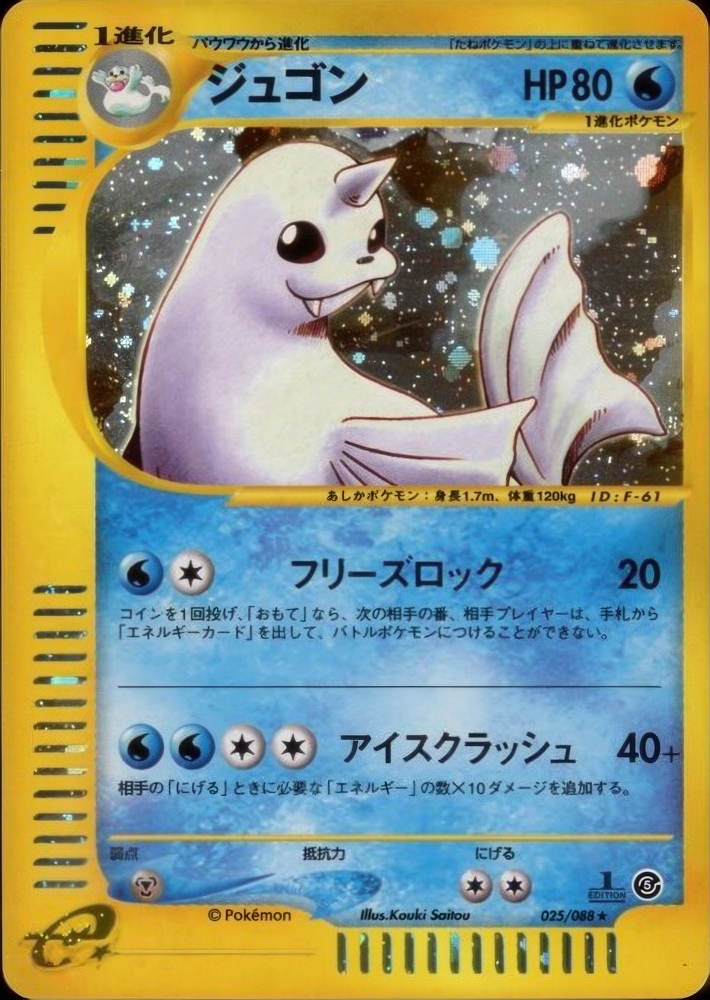 1進化
パウワウから進化
「たねポケモン」の上に重ねて進化させます。
ジュゴン HP80
1進化ポケモン
あしかポケモン：身長1.7m、体重120kg ID：F-61
フリーズロック 20
コインを1回投げ、「おもて」なら、次の相手の番、相手プレイヤーは、手札から
「エネルギーカード」を出して、バトルポケモンにつけることができない。
アイスクラッシュ 40+
相手の「にげる」ときに必要な「エネルギー」の数×10ダメージを追加する。
弱点 抵抗力 にげる
1
EDITION
5
© Pokémon Illus.Kouki Saitou 025/088★
e